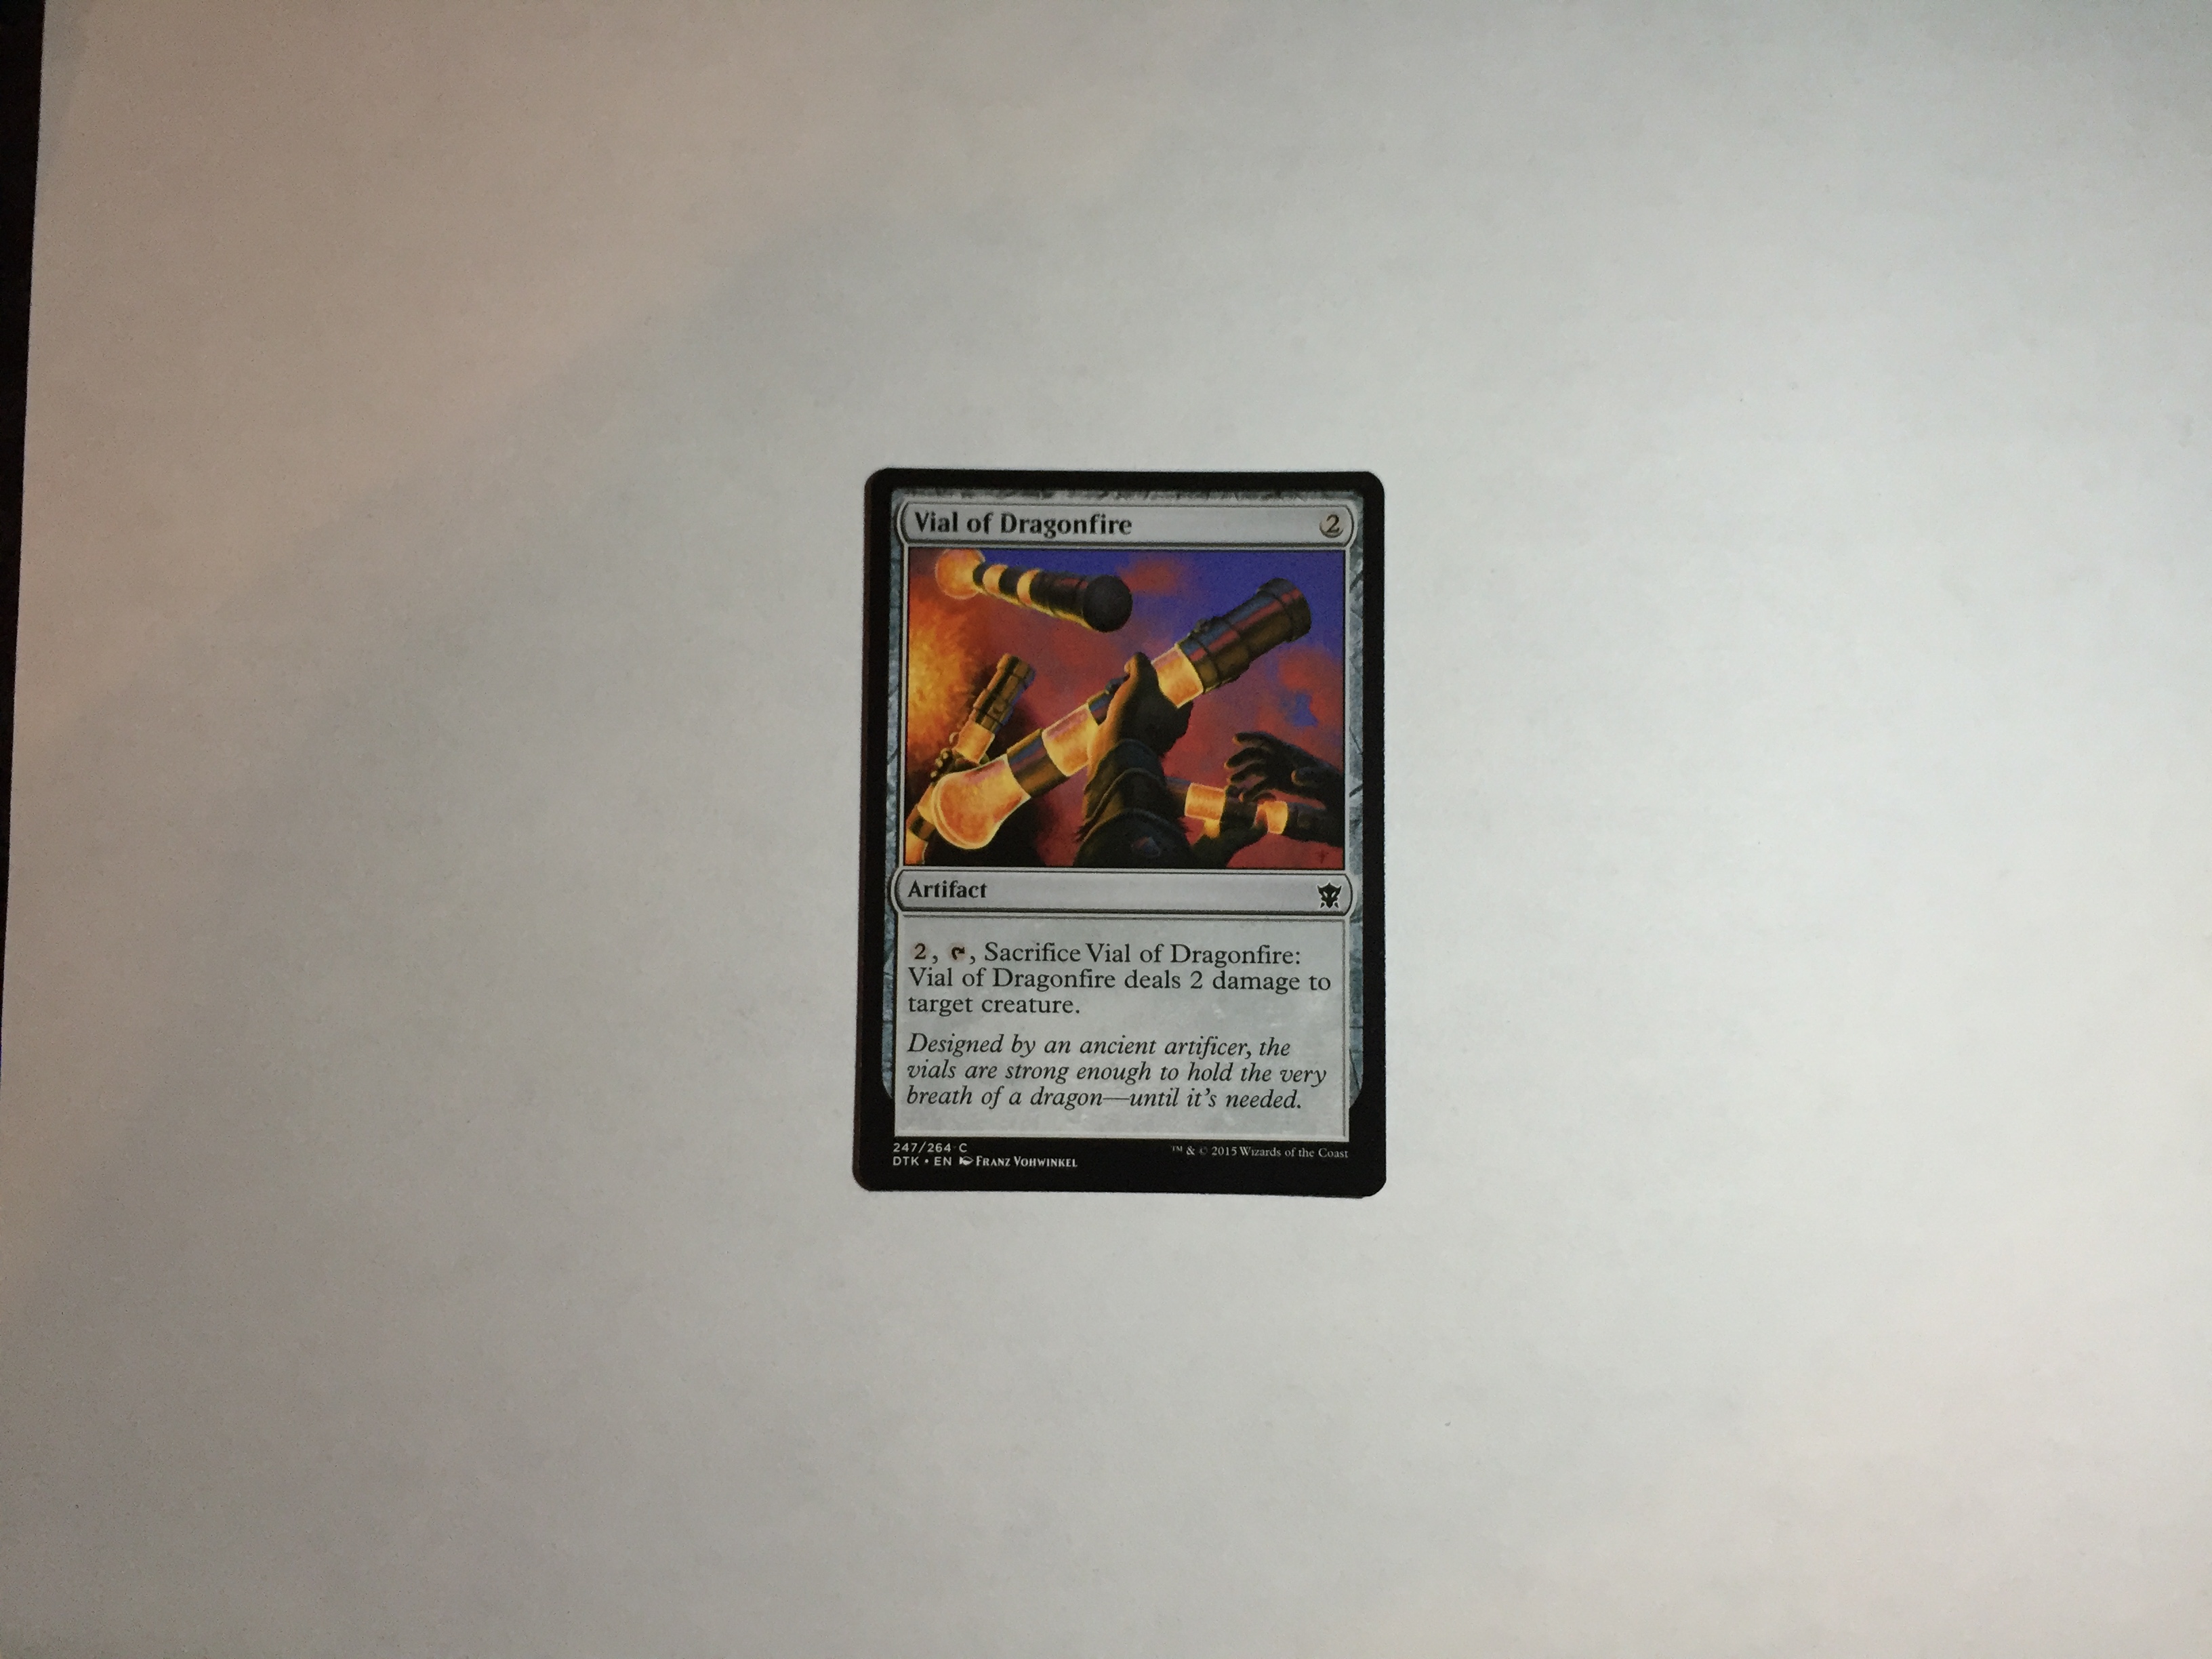 Vial of Dragonfire 2
Artifact
2, , Sacrifice Vial of Dragonfire:
Vial of Dragonfire deals 2 damage to
target creature.
Designed by an ancient artificer, the
vials are strong enough to hold the very
breath of a dragon—until it's needed.
247/264 C
DTK • EN Franz Vohwinkel
™ & © 2015 Wizards of the Coast